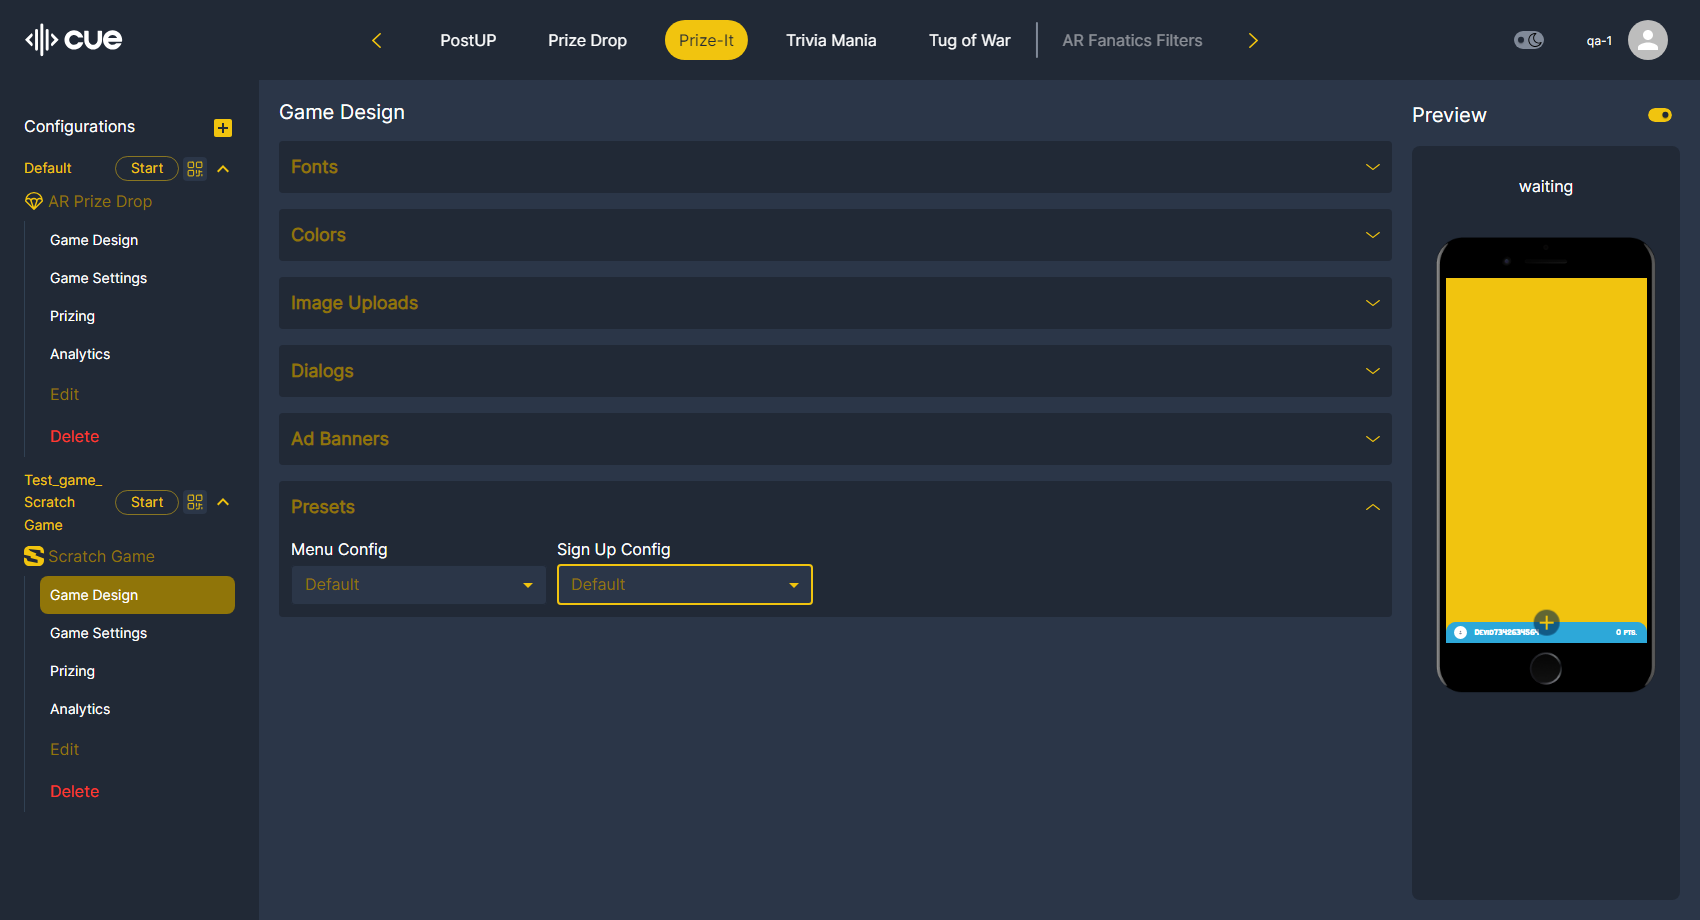 cue
PostUP
Prize Drop
Prize-It
Trivia Mania
Tug of War
AR Fanatics Filters
qa-1
Configurations
Default
Start
AR Prize Drop
Game Design
Game Settings
Prizing
Analytics
Edit
Delete
Test_game_
Scratch
Game
Start
Scratch Game
Game Design
Game Settings
Prizing
Analytics
Edit
Delete
Game Design
Fonts
Colors
Image Uploads
Dialogs
Ad Banners
Presets
Menu Config
Sign Up Config
Default
Default
Preview
waiting
0 PTS.